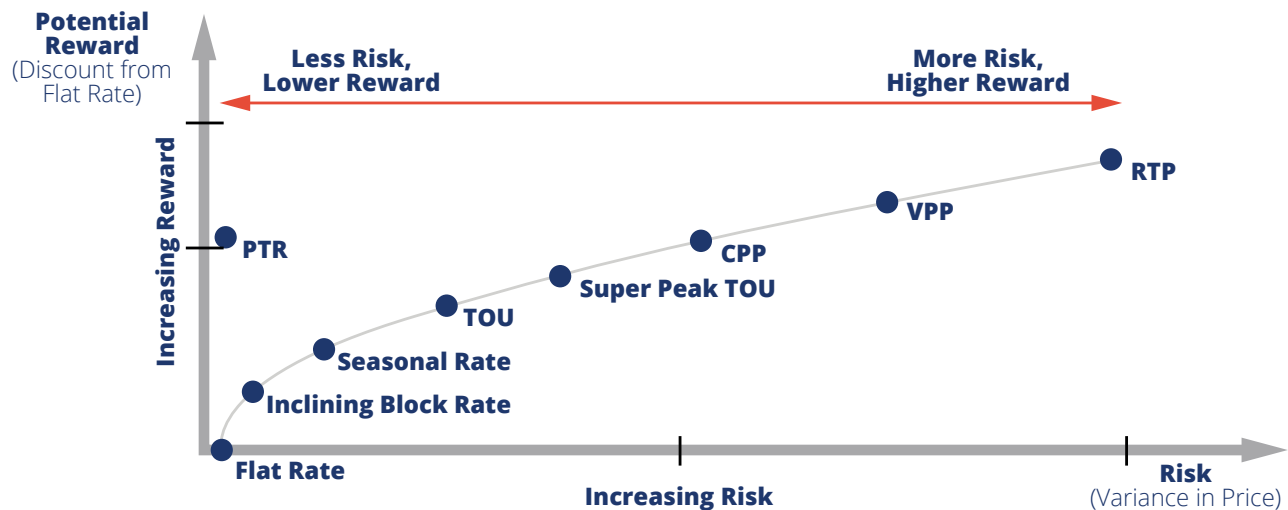 Potential
Reward
(Discount from
Flat Rate)
Less Risk,
Lower Reward
More Risk,
Higher Reward
Increasing Reward
RTP
VPP
PTR
CPP
Super Peak TOU
TOU
Seasonal Rate
Inclining Block Rate
Flat Rate
Increasing Risk
Risk
(Variance in Price)